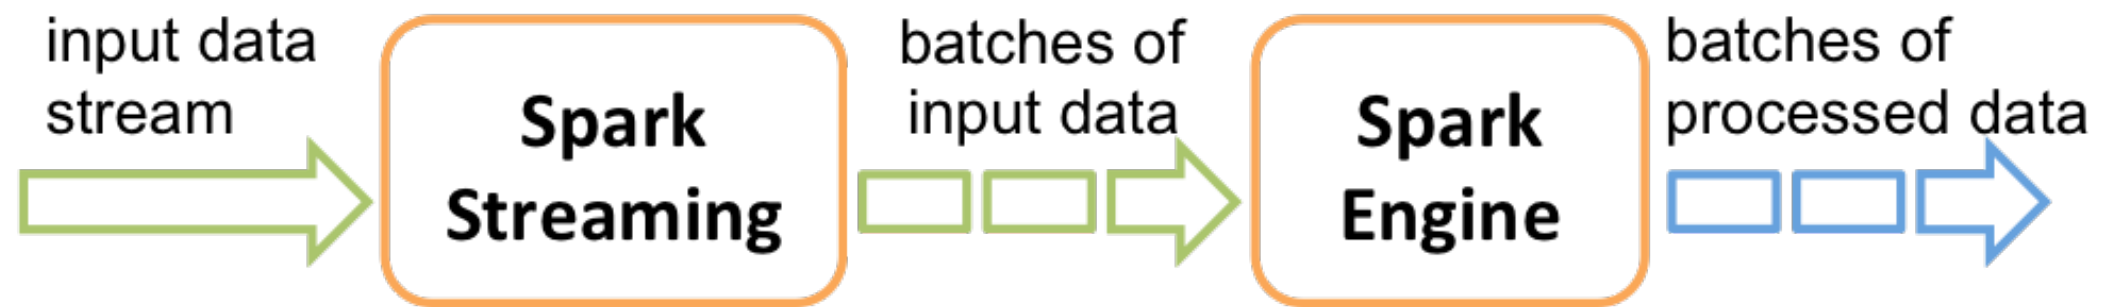 input data
stream
Spark
Streaming
batches of
input data
Spark
Engine
batches of
processed data